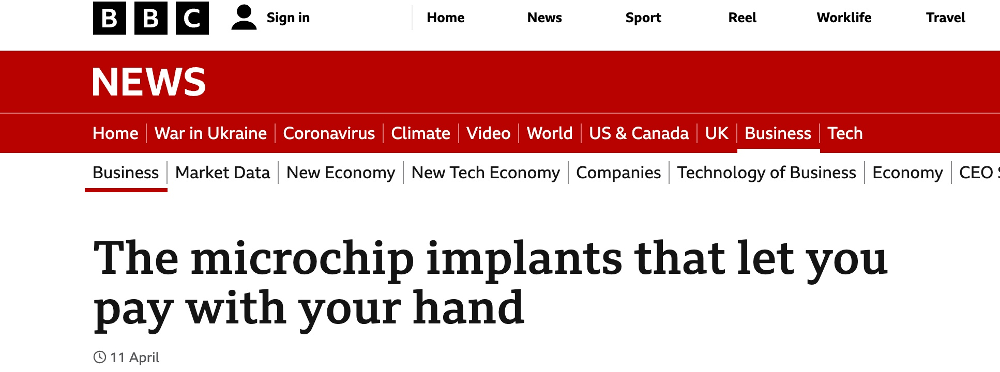 BBC Sign in Home News Sport Reel Worklife Travel
NEWS
Home War in Ukraine Coronavirus Climate Video World US & Canada UK Business Tech
Business Market Data New Economy New Tech Economy Companies Technology of Business Economy CEO
The microchip implants that let you
pay with your hand
11 April